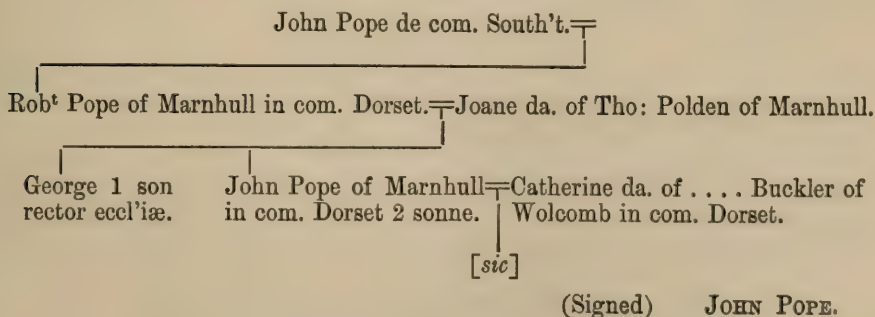 John Pope de com. South't.
Robt Pope of Marnhull in com. Dorset. Joane da. of Tho: Polden of Marnhull.
George 1 son
rector eccl'iæ.
John Pope of Marnhull
in com. Dorset 2 sonne.
Catherine da. of .... Buckler of
Wolcomb in com. Dorset.
[sic]
(Signed) JOHN POPE.